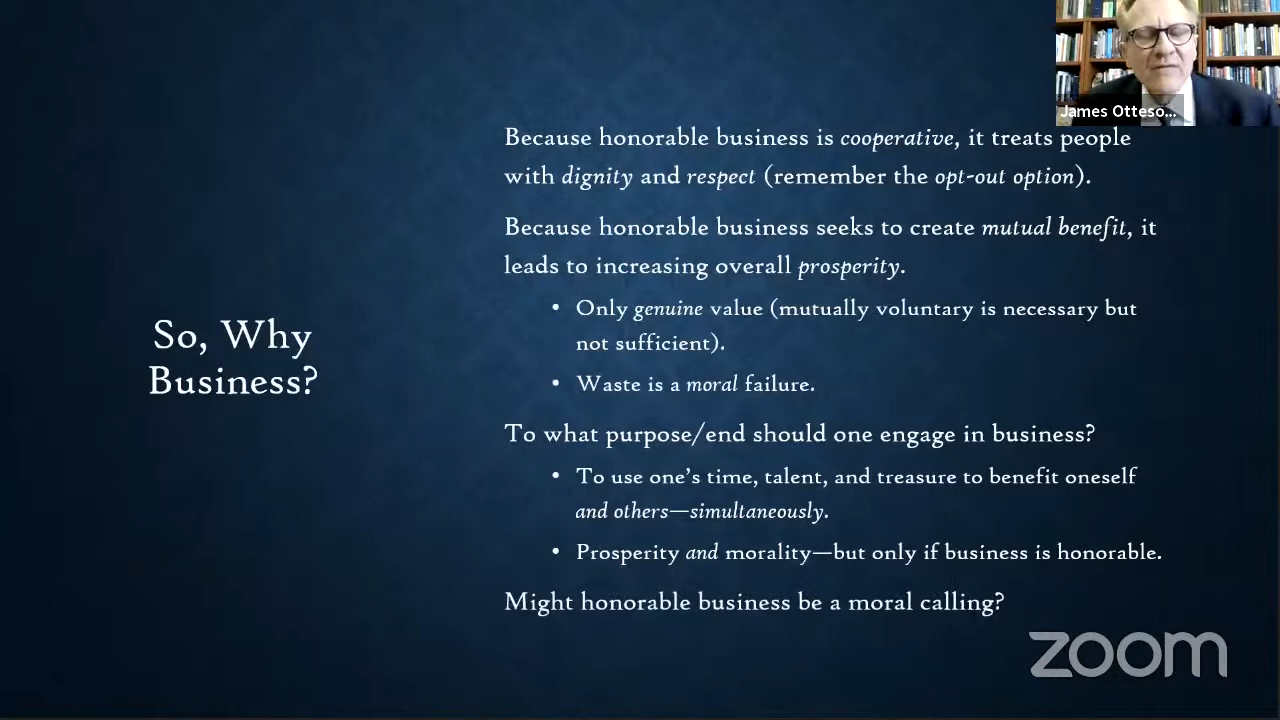 James Otteso...
So, Why
Business?
Because honorable business is cooperative, it treats people
with dignity and respect (remember the opt-out option).
Because honorable business seeks to create mutual benefit, it
leads to increasing overall prosperity.
• Only genuine value (mutually voluntary is necessary but
not sufficient).
• Waste is a moral failure.
To what purpose/end should one engage in business?
• To use one's time, talent, and treasure to benefit oneself
and others—simultaneously.
• Prosperity and morality—but only if business is honorable.
Might honorable business be a moral calling?
zoom